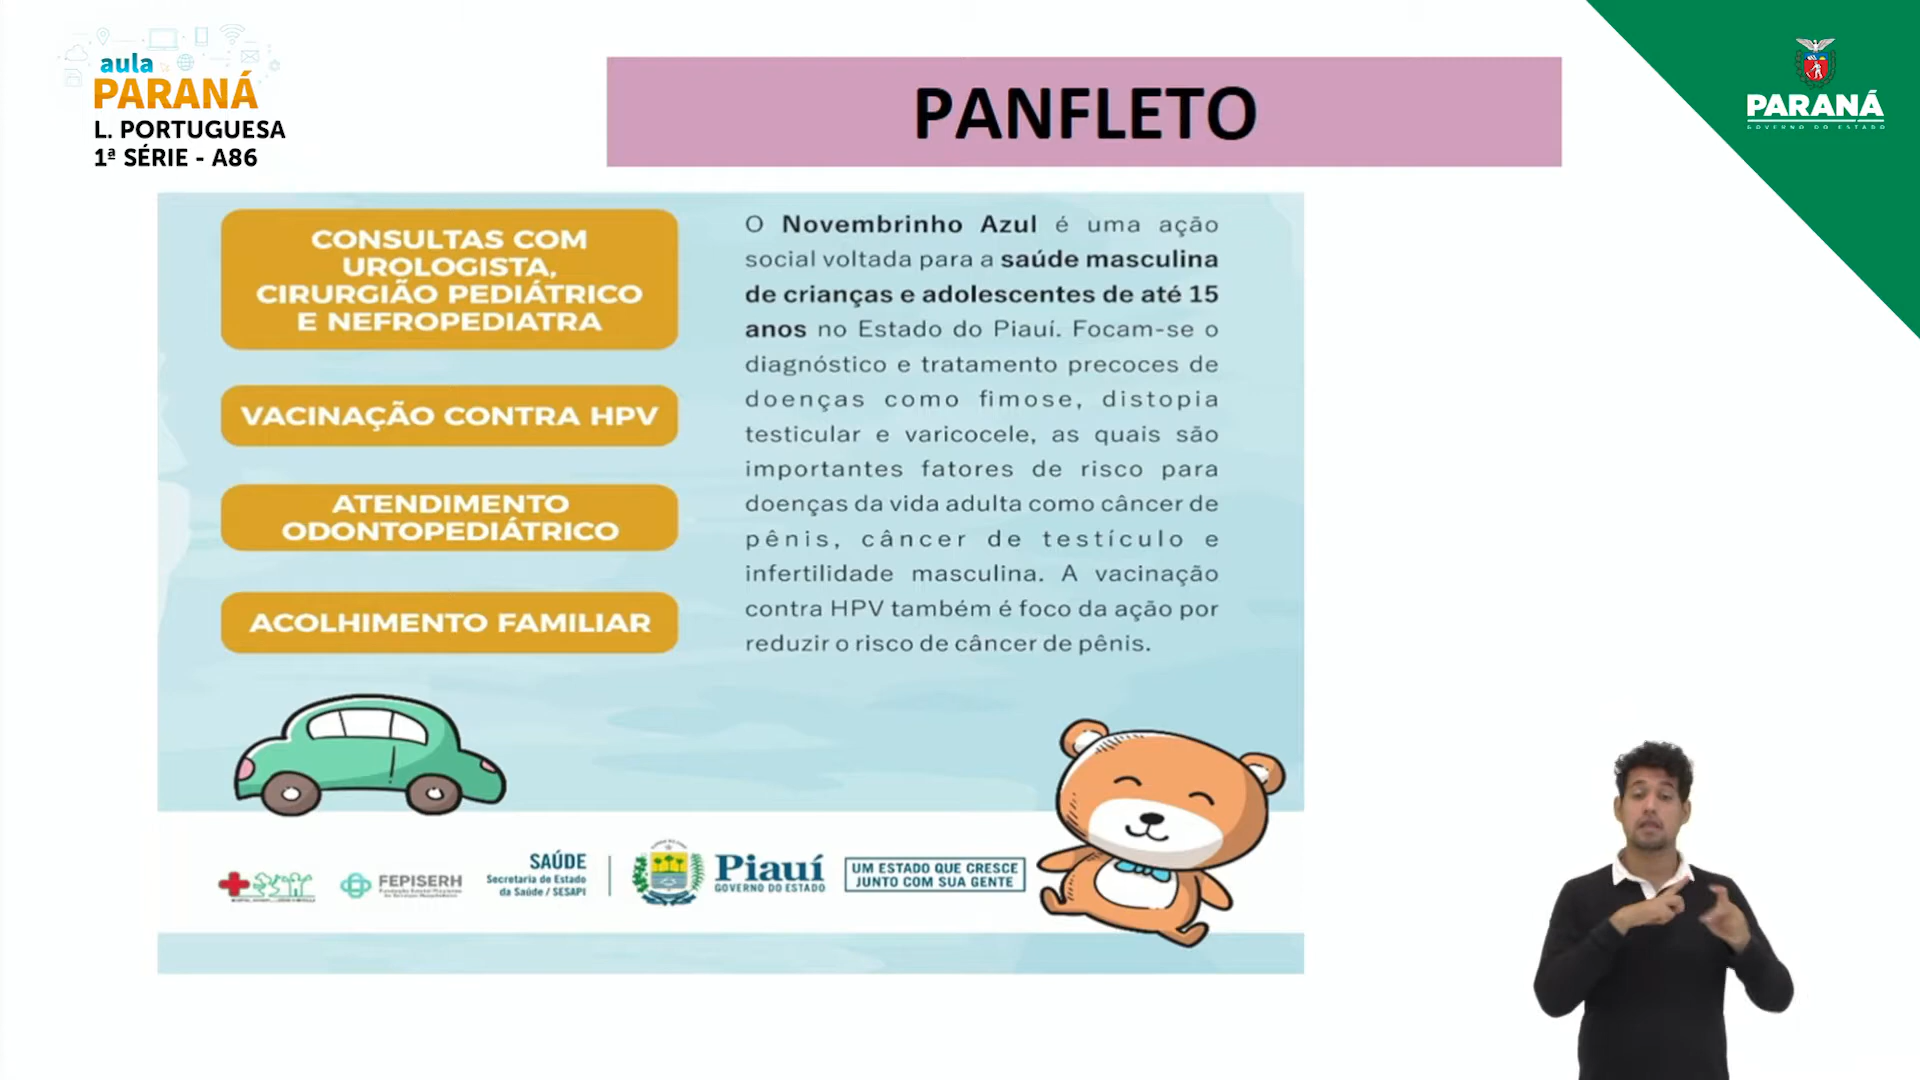 aula
PARANÁ
L. PORTUGUESA
1ª SÉRIE - A86
PANFLETO
PARANÁ
GOVERNO DO ESTADO
CONSULTAS COM
UROLOGISTA,
CIRURGIÃO PEDIÁTRICO
E NEFROPEDIATRA
VACINAÇÃO CONTRA HPV
ATENDIMENTO
ODONTOPEDIÁTRICO
ACOLHIMENTO FAMILIAR
O Novembrinho Azul é uma ação
social voltada para a saúde masculina
de crianças e adolescentes de até 15
anos no Estado do Piauí. Focam-se o
diagnóstico e tratamento precoces de
doenças como fimose, distopia
testicular e varicocele, as quais são
importantes fatores de risco para
doenças da vida adulta como câncer de
pênis, câncer de testículo e
infertilidade masculina. A vacinação
contra HPV também é foco da ação por
reduzir o risco de câncer de pênis.
FEPISERH
SAÚDE
Secretaria de Estado
da Saúde / SESAPI
Piauí
GOVERNO DO ESTADO
UM ESTADO QUE CRESCE
JUNTO COM SUA GENTE